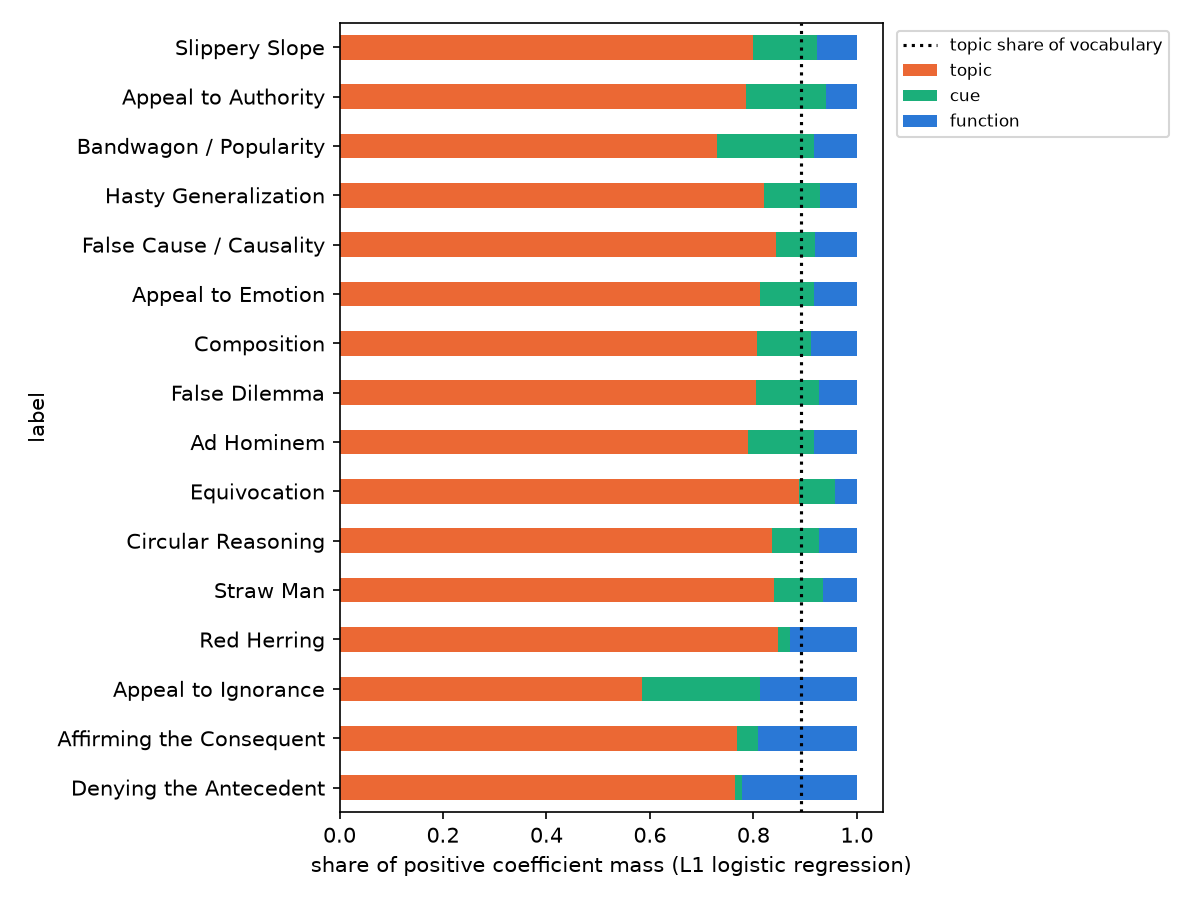 Slippery Slope
Appeal to Authority
Bandwagon / Popularity
Hasty Generalization
False Cause / Causality
Appeal to Emotion
Composition
False Dilemma
Ad Hominem
Equivocation
Circular Reasoning
Straw Man
Red Herring
Appeal to Ignorance
Affirming the Consequent
Denying the Antecedent
label
0.0 0.2 0.4 0.6 0.8 1.0
share of positive coefficient mass (L1 logistic regression)
topic share of vocabulary
topic
cue
function